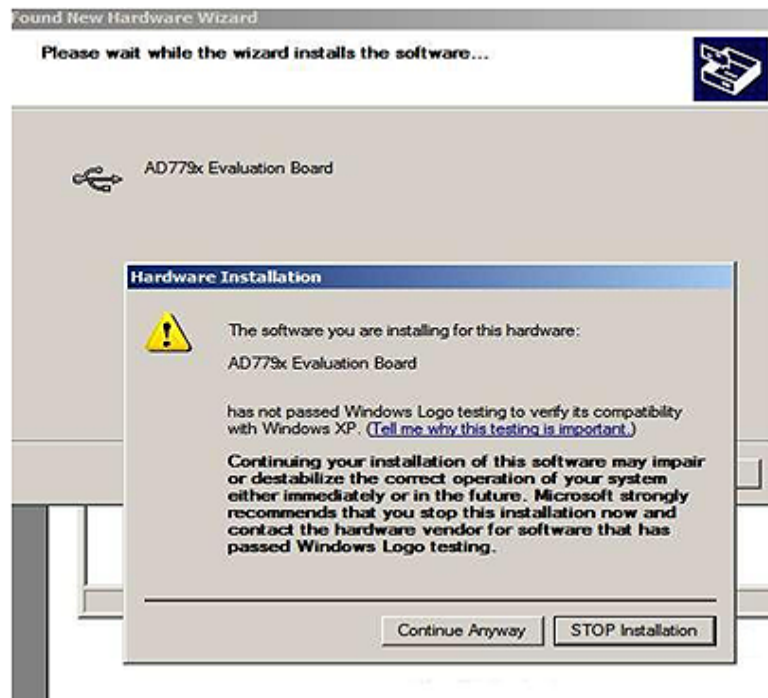 Found New Hardware Wizard
Please wait while the wizard installs the software...
AD779x Evaluation Board
Hardware Installation
The software you are installing for this hardware:
AD779x Evaluation Board
has not passed Windows Logo testing to verify its compatibility
with Windows XP. (Tell me why this testing is important.)
Continuing your installation of this software may impair
or destabilize the correct operation of your system
either immediately or in the future. Microsoft strongly
recommends that you stop this installation now and
contact the hardware vendor for software that has
passed Windows Logo testing.
Continue Anyway
STOP Installation